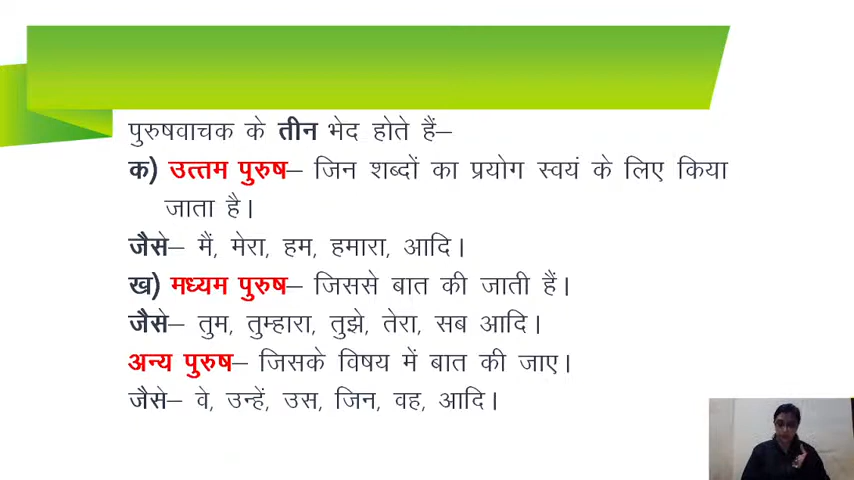 पुरुषवाचक के तीन भेद होते हैं–
क) उत्तम पुरुष– जिन शब्दों का प्रयोग स्वयं के लिए किया
जाता है।
जैसे– मैं, मेरा, हम, हमारा, आदि।
ख) मध्यम पुरुष– जिससे बात की जाती हैं।
जैसे– तुम, तुम्हारा, तुझे, तेरा, सब आदि।
अन्य पुरुष– जिसके विषय में बात की जाए।
जैसे– वे, उन्हें, उस, जिन, वह, आदि।